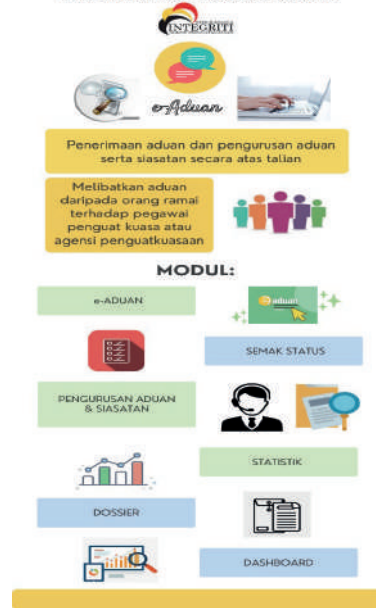 INTEGRITI
e-Aduan
Penerimaan aduan dan pengurusan aduan
serta siasatan secara atas talian
Melibatkan aduan
daripada orang ramai
terhadap pegawai
penguat kuasa atau
agensi penguatkuasaan
MODUL:
e-ADUAN
aduan
SEMAK STATUS
PENGURUSAN ADUAN
& SIASATAN
STATISTIK
DOSSIER
DASHBOARD